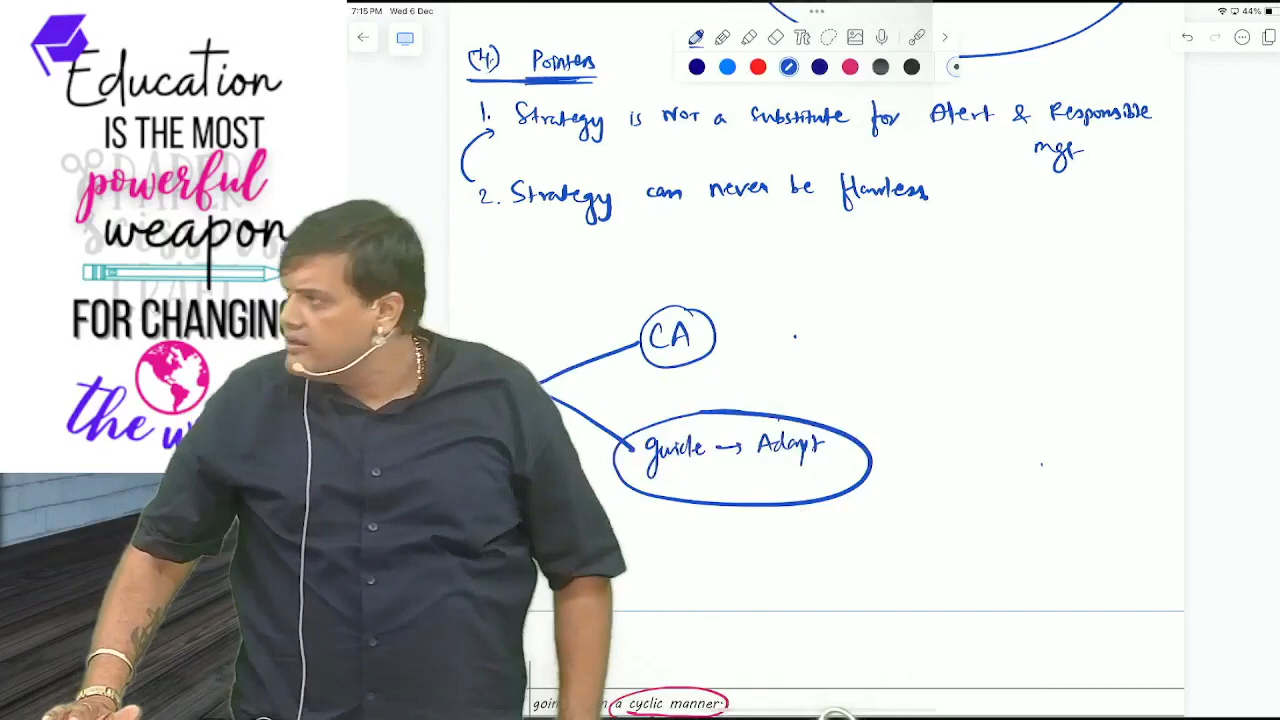 Education
IS THE MOST
powerful
weapon
FOR CHANGING
the w
7:15 PM Wed 6 Dec
44%
(4) Pointers
1. Strategy is NOT a substitute for Alert & Responsible
mgt
2. Strategy can never be flawless
CA
guide → Adapt
a cyclic manner.